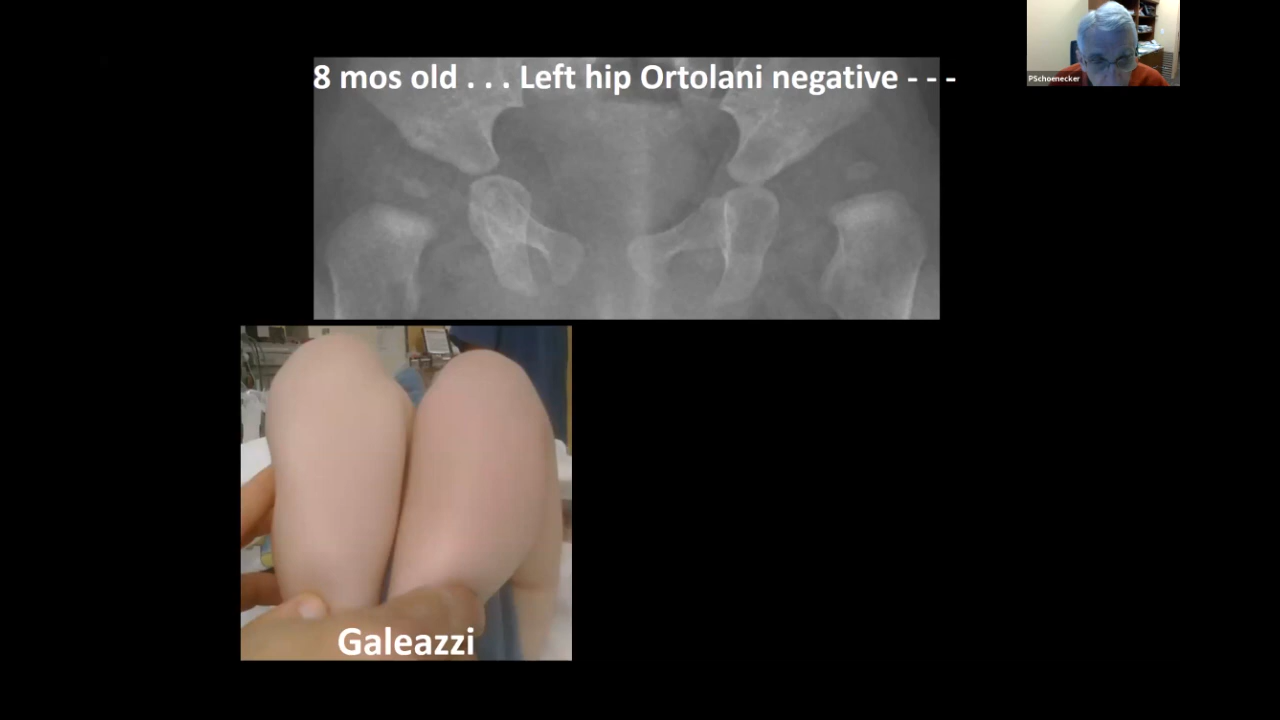 8 mos old . . . Left hip Ortolani negative - - -
PSchoenecker
Galeazzi